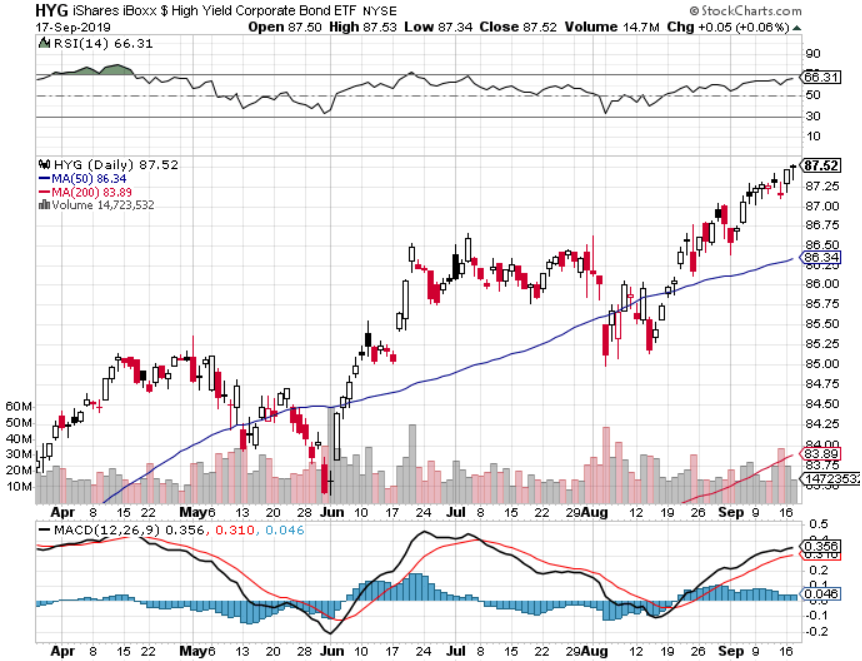 HYG iShares iBoxx $ High Yield Corporate Bond ETF NYSE @StockCharts.com
17-Sep-2019 Open 87.50 High 87.53 Low 87.34 Close 87.52 Volume 14.7M Chg +0.05 (+0.06%)
RSI(14) 66.31
90
66.31
50
30
10
HYG (Daily) 87.52
MA(50) 86.34
MA(200) 83.89
Volume 14,723,532
87.52
87.25
87.00
86.75
86.50
86.34
86.25
86.00
85.75
85.50
85.25
85.00
84.75
84.50
84.25
84.00
83.89
83.75
14723532
83.50
60M
50M
40M
30M
20M
10M
Apr 8 15 22 May 6 13 20 28 Jun 10 17 24 Jul 8 15 22 29 Aug 12 19 26 Sep 9 16
MACD(12,26,9) 0.356, 0.310, 0.046
0.5
0.356
0.310
0.2
0.1
0.046
-0.0
-0.1
-0.2
Apr 8 15 22 May 6 13 20 28 Jun 10 17 24 Jul 8 15 22 29 Aug 12 19 26 Sep 9 16